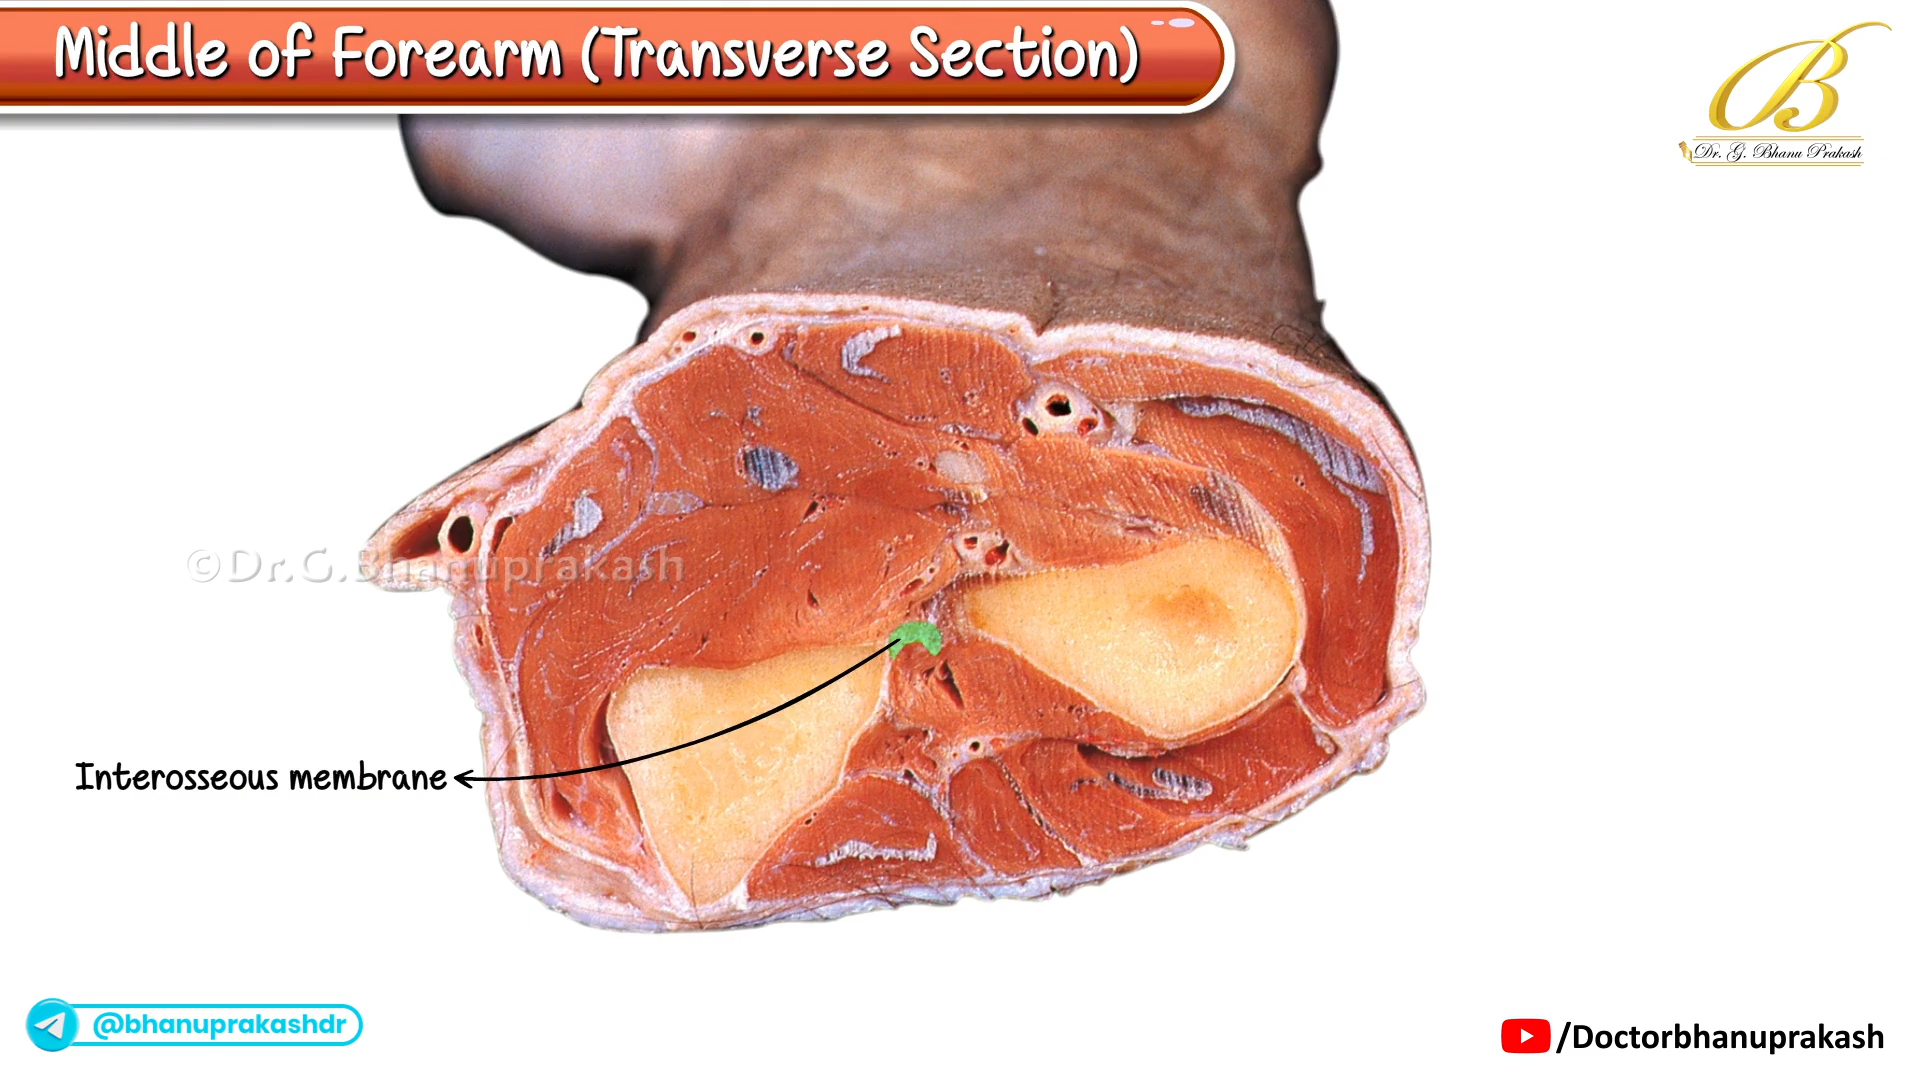 Middle of Forearm (Transverse Section)
Dr. G. Bhanu Prakash
©Dr.G.Bhanuprakash
Interosseous membrane
@bhanuprakashdr
/Doctorbhanuprakash